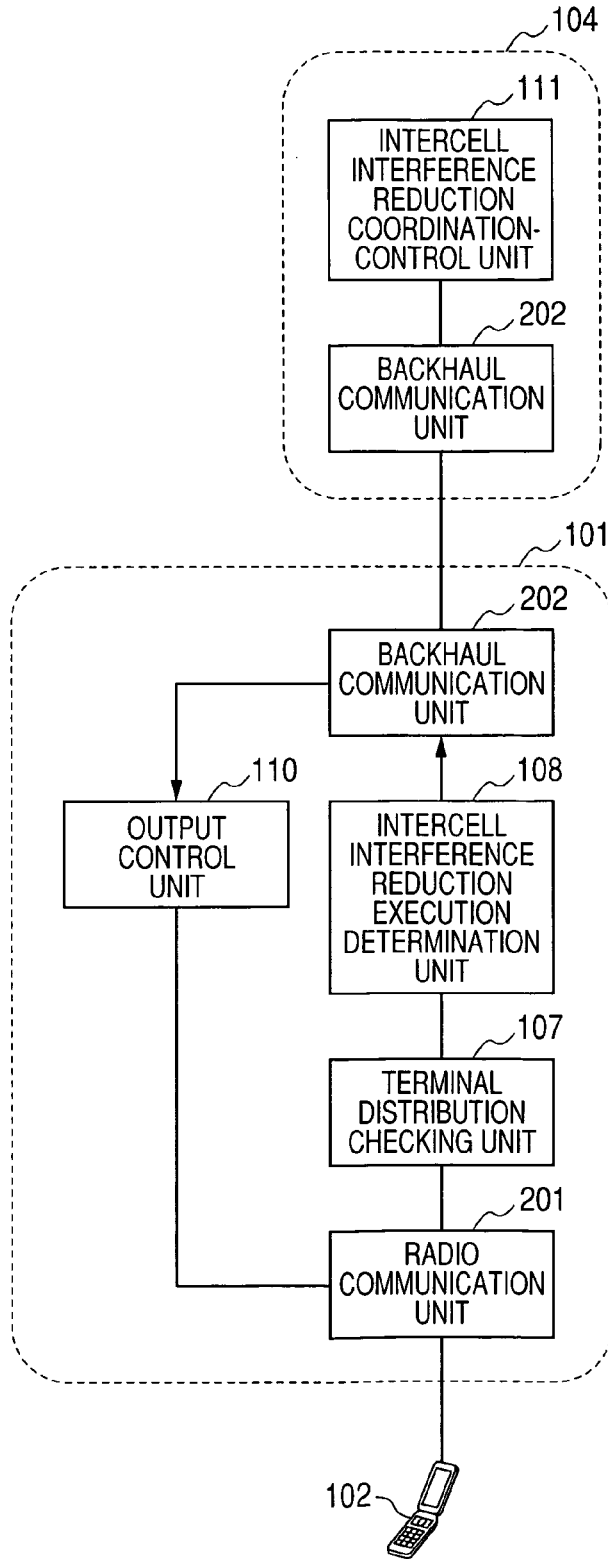 104
111
INTERCELL
INTERFERENCE
REDUCTION
COORDINATION-
CONTROL UNIT
202
BACKHAUL
COMMUNICATION
UNIT
101
202
BACKHAUL
COMMUNICATION
UNIT
110
OUTPUT
CONTROL
UNIT
108
INTERCELL
INTERFERENCE
REDUCTION
EXECUTION
DETERMINATION
UNIT
107
TERMINAL
DISTRIBUTION
CHECKING UNIT
201
RADIO
COMMUNICATION
UNIT
102